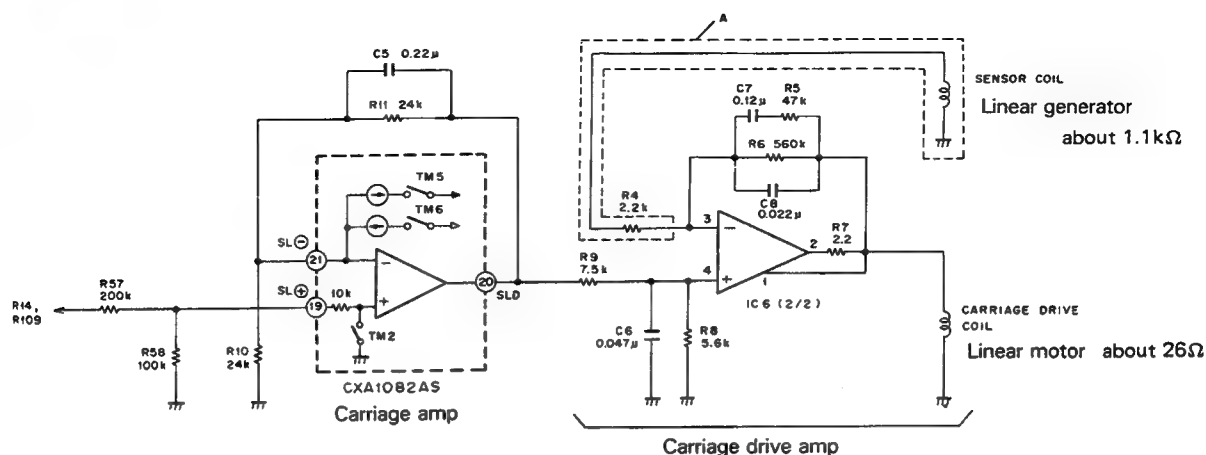 A
C5 0.22μ
R11 24k
SENSOR COIL
Linear generator
about 1.1kΩ
C7
0.12μ
R5
47k
R6 560k
C8
0.022μ
R4
2.2k
TM5
TM6
SL⊖
21
−
20
SLD
SL⊕
19
10k
+
TM2
R57
200k
R14,
R109
R58
100k
R10
24k
CXA1082AS
Carriage amp
R9
7.5k
3
−
4
+
2
1
R7
2.2
IC6 (2/2)
C6
0.047μ
R8
5.6k
CARRIAGE DRIVE
COIL
Linear motor about 26Ω
Carriage drive amp